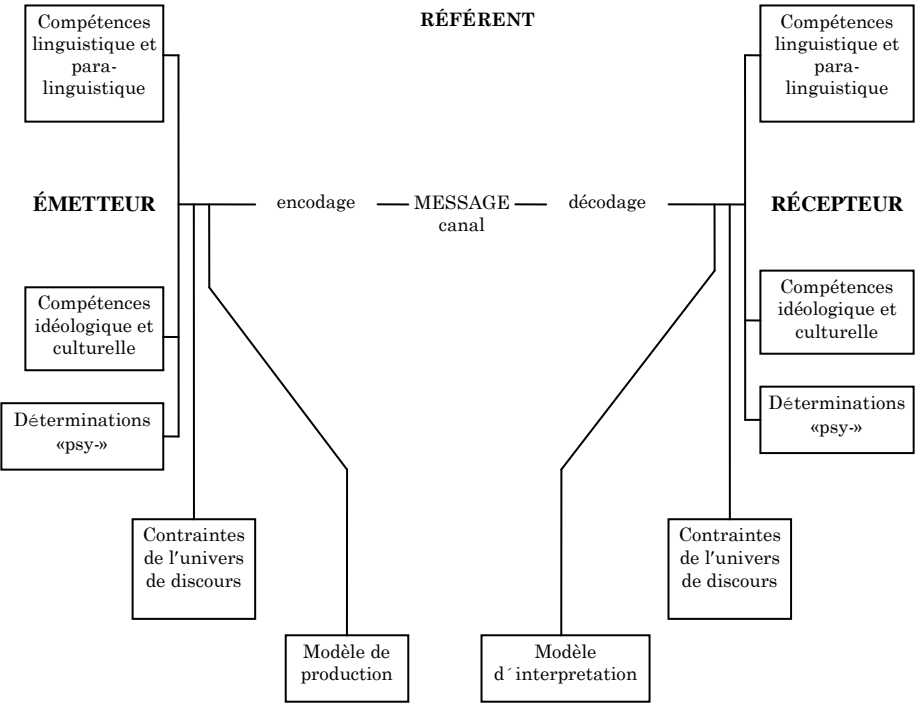 Compétences
linguistique et
para-
linguistique
RÉFÉRENT
Compétences
linguistique et
para-
linguistique
ÉMETTEUR
encodage
MESSAGE
canal
décodage
RÉCEPTEUR
Compétences
idéologique et
culturelle
Compétences
idéologique et
culturelle
Déterminations
«psy-»
Déterminations
«psy-»
Contraintes
de l'univers
de discours
Contraintes
de l'univers
de discours
Modèle de
production
Modèle
d´interpretation